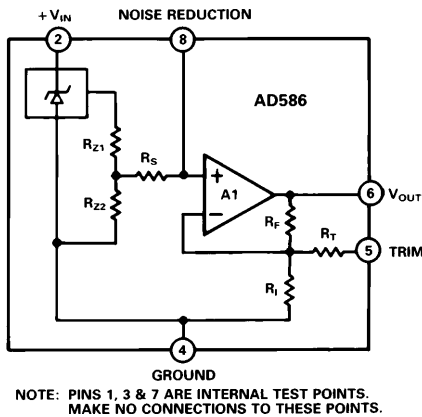 + VIN
NOISE REDUCTION
2
8
AD586
RZ1
RS
+
A1
−
6
VOUT
RF
RZ2
RT
5
TRIM
RI
4
GROUND
NOTE: PINS 1, 3 & 7 ARE INTERNAL TEST POINTS.
MAKE NO CONNECTIONS TO THESE POINTS.